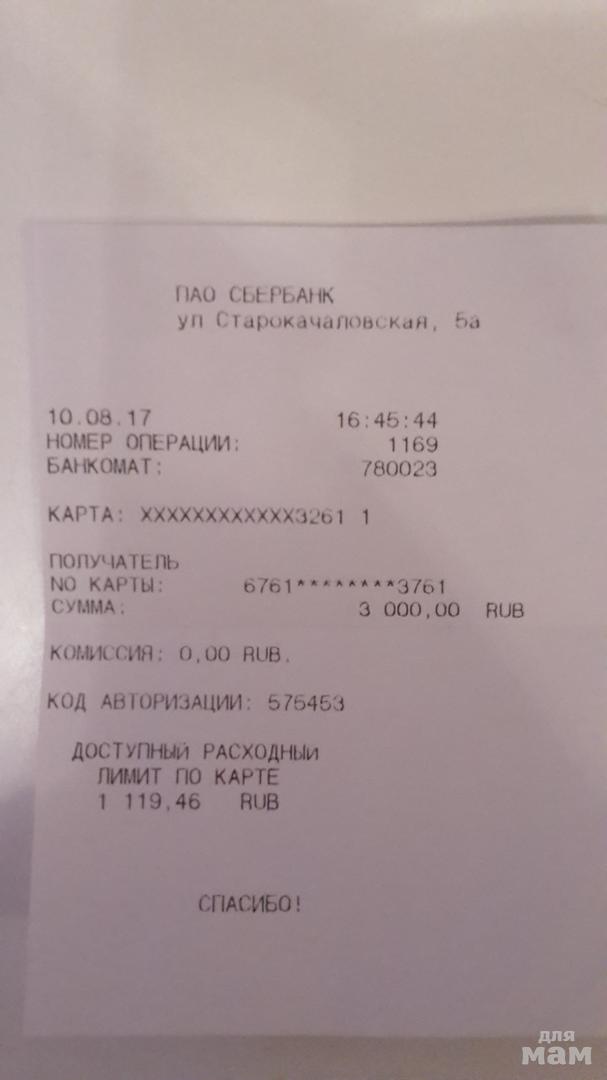 ПАО СБЕРБАНК
ул Старокачаловская, 5а
10.08.17 16:45:44
НОМЕР ОПЕРАЦИИ: 1169
БАНКОМАТ: 780023
КАРТА: XXXXXXXXXXXX3261 1
ПОЛУЧАТЕЛЬ
NO КАРТЫ: 6761********3761
СУММА: 3 000,00 RUB
КОМИССИЯ: 0,00 RUB.
КОД АВТОРИЗАЦИИ: 575453
ДОСТУПНЫЙ РАСХОДНЫЙ
ЛИМИТ ПО КАРТЕ
1 119,46 RUB
СПАСИБО!
для
мам